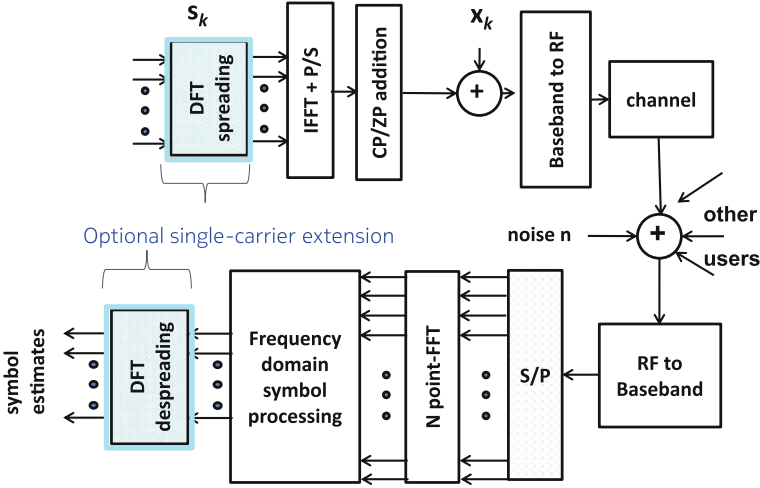 s_k
x_k
DFT
spreading
IFFT + P/S
CP/ZP addition
+
Baseband to RF
channel
Optional single-carrier extension
noise n
+
other
users
symbol
estimates
DFT
despreading
Frequency
domain
symbol
processing
N point-FFT
S/P
RF to
Baseband